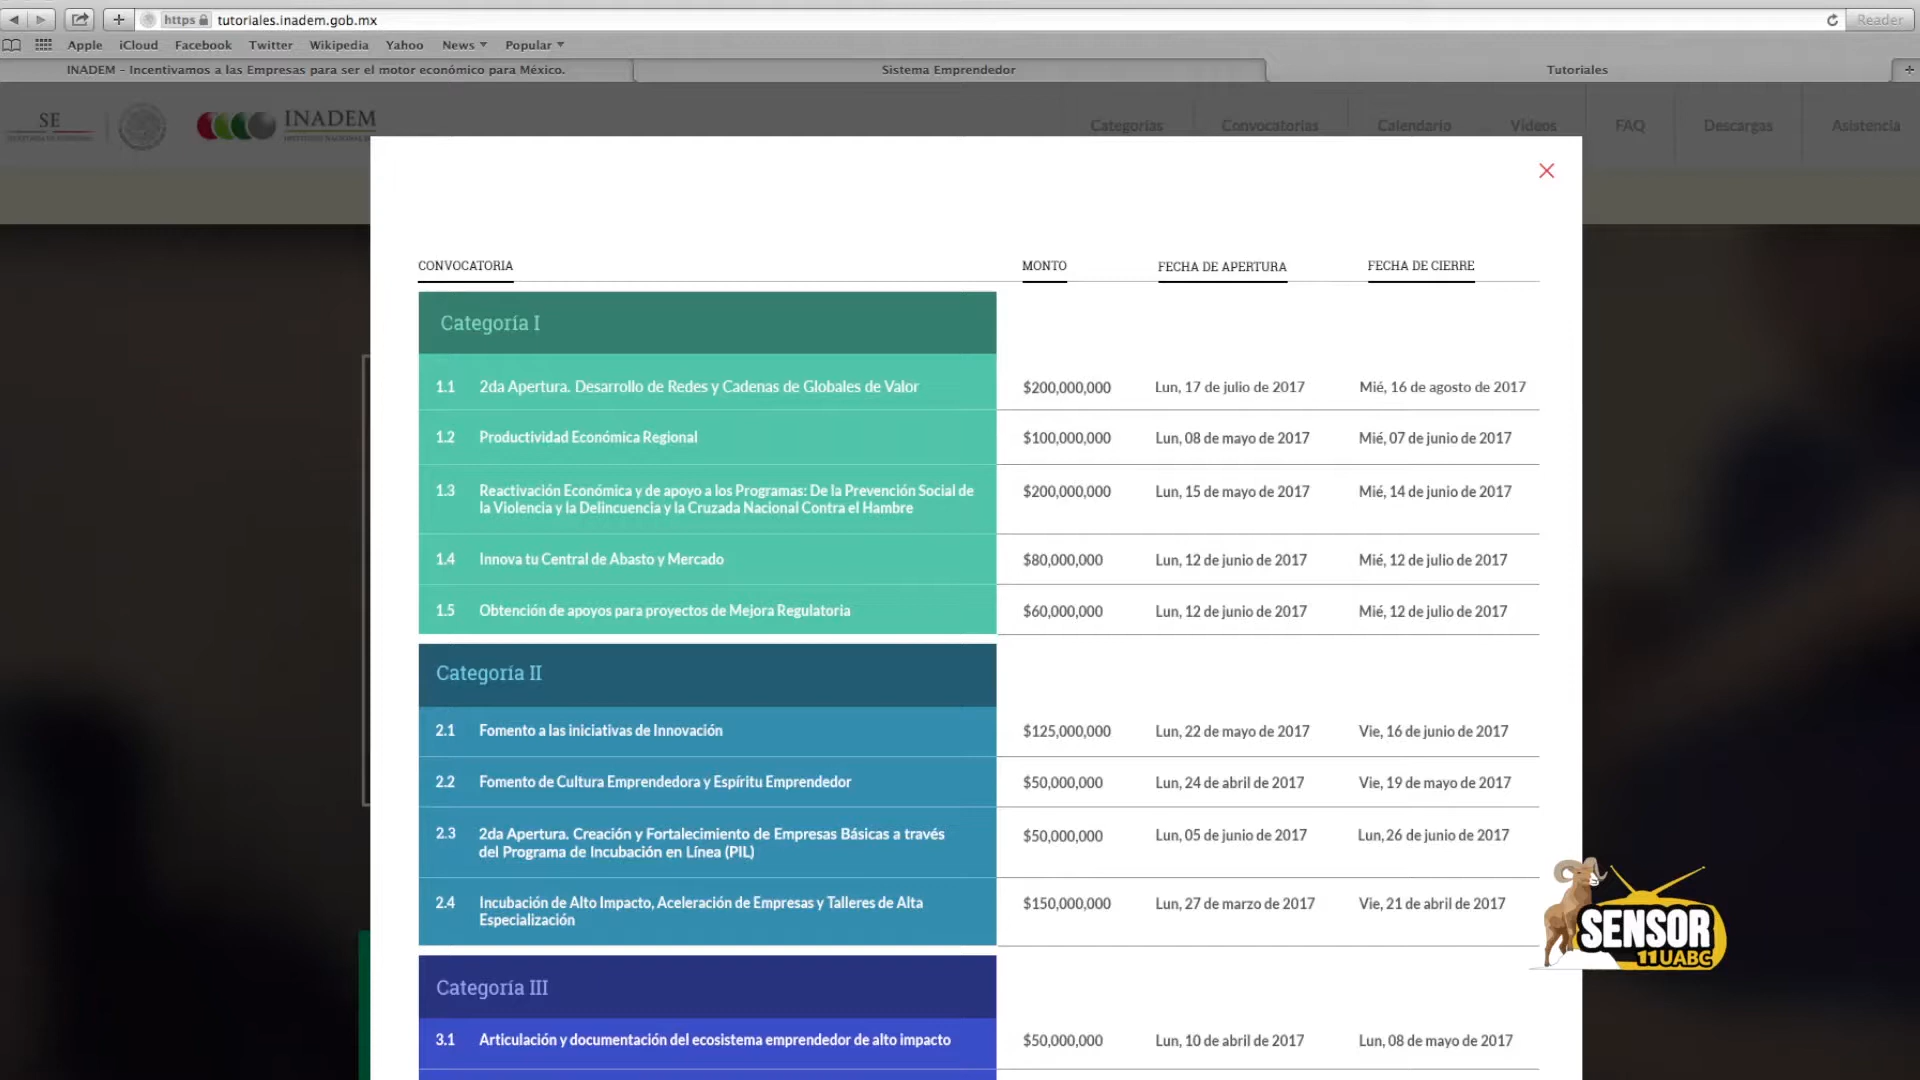 https tutoriales.inadem.gob.mx Reader
Apple iCloud Facebook Twitter Wikipedia Yahoo News Popular
INADEM – Incentivamos a las Empresas para ser el motor económico para México. Sistema Emprendedor Tutoriales
SE INADEM Categorías Convocatorias Calendario Videos FAQ Descargas Asistencia
CONVOCATORIA MONTO FECHA DE APERTURA FECHA DE CIERRE
Categoría I
1.1 2da Apertura. Desarrollo de Redes y Cadenas de Globales de Valor $200,000,000 Lun, 17 de julio de 2017 Mié, 16 de agosto de 2017
1.2 Productividad Económica Regional $100,000,000 Lun, 08 de mayo de 2017 Mié, 07 de junio de 2017
1.3 Reactivación Económica y de apoyo a los Programas: De la Prevención Social de $200,000,000 Lun, 15 de mayo de 2017 Mié, 14 de junio de 2017
la Violencia y la Delincuencia y la Cruzada Nacional Contra el Hambre
1.4 Innova tu Central de Abasto y Mercado $80,000,000 Lun, 12 de junio de 2017 Mié, 12 de julio de 2017
1.5 Obtención de apoyos para proyectos de Mejora Regulatoria $60,000,000 Lun, 12 de junio de 2017 Mié, 12 de julio de 2017
Categoría II
2.1 Fomento a las iniciativas de Innovación $125,000,000 Lun, 22 de mayo de 2017 Vie, 16 de junio de 2017
2.2 Fomento de Cultura Emprendedora y Espíritu Emprendedor $50,000,000 Lun, 24 de abril de 2017 Vie, 19 de mayo de 2017
2.3 2da Apertura. Creación y Fortalecimiento de Empresas Básicas a través $50,000,000 Lun, 05 de junio de 2017 Lun, 26 de junio de 2017
del Programa de Incubación en Línea (PIL)
2.4 Incubación de Alto Impacto, Aceleración de Empresas y Talleres de Alta $150,000,000 Lun, 27 de marzo de 2017 Vie, 21 de abril de 2017
Especialización
SENSOR
11UABC
Categoría III
3.1 Articulación y documentación del ecosistema emprendedor de alto impacto $50,000,000 Lun, 10 de abril de 2017 Lun, 08 de mayo de 2017